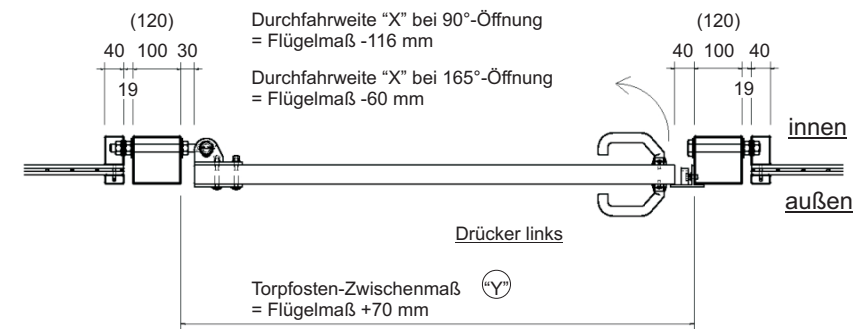 (120)
40 100 30
19
Durchfahrweite “X” bei 90°-Öffnung
= Flügelmaß -116 mm
Durchfahrweite “X” bei 165°-Öffnung
= Flügelmaß -60 mm
(120)
40 100 40
19
innen
außen
Drücker links
Torpfosten-Zwischenmaß “Y”
= Flügelmaß +70 mm